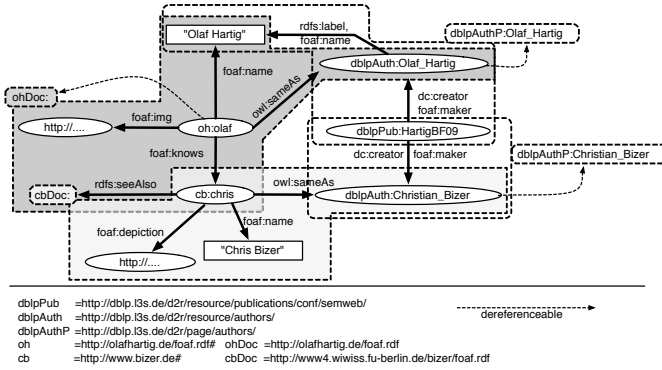 rdfs:label,
foaf:name
"Olaf Hartig"
dblpAuthP:Olaf_Hartig
dblpAuth:Olaf_Hartig
ohDoc:
foaf:name
owl:sameAs
foaf:img
http://....
oh:olaf
dc:creator
foaf:maker
dblpPub:HartigBF09
foaf:knows
dc:creator
foaf:maker
dblpAuthP:Christian_Bizer
cbDoc:
rdfs:seeAlso
cb:chris
owl:sameAs
dblpAuth:Christian_Bizer
foaf:name
foaf:depiction
"Chris Bizer"
http://....
dblpPub =http://dblp.l3s.de/d2r/resource/publications/conf/semweb/
dblpAuth =http://dblp.l3s.de/d2r/resource/authors/
dblpAuthP =http://dblp.l3s.de/d2r/page/authors/
oh =http://olafhartig.de/foaf.rdf# ohDoc =http://olafhartig.de/foaf.rdf
cb =http://www.bizer.de# cbDoc =http://www4.wiwiss.fu-berlin.de/bizer/foaf.rdf
dereferenceable